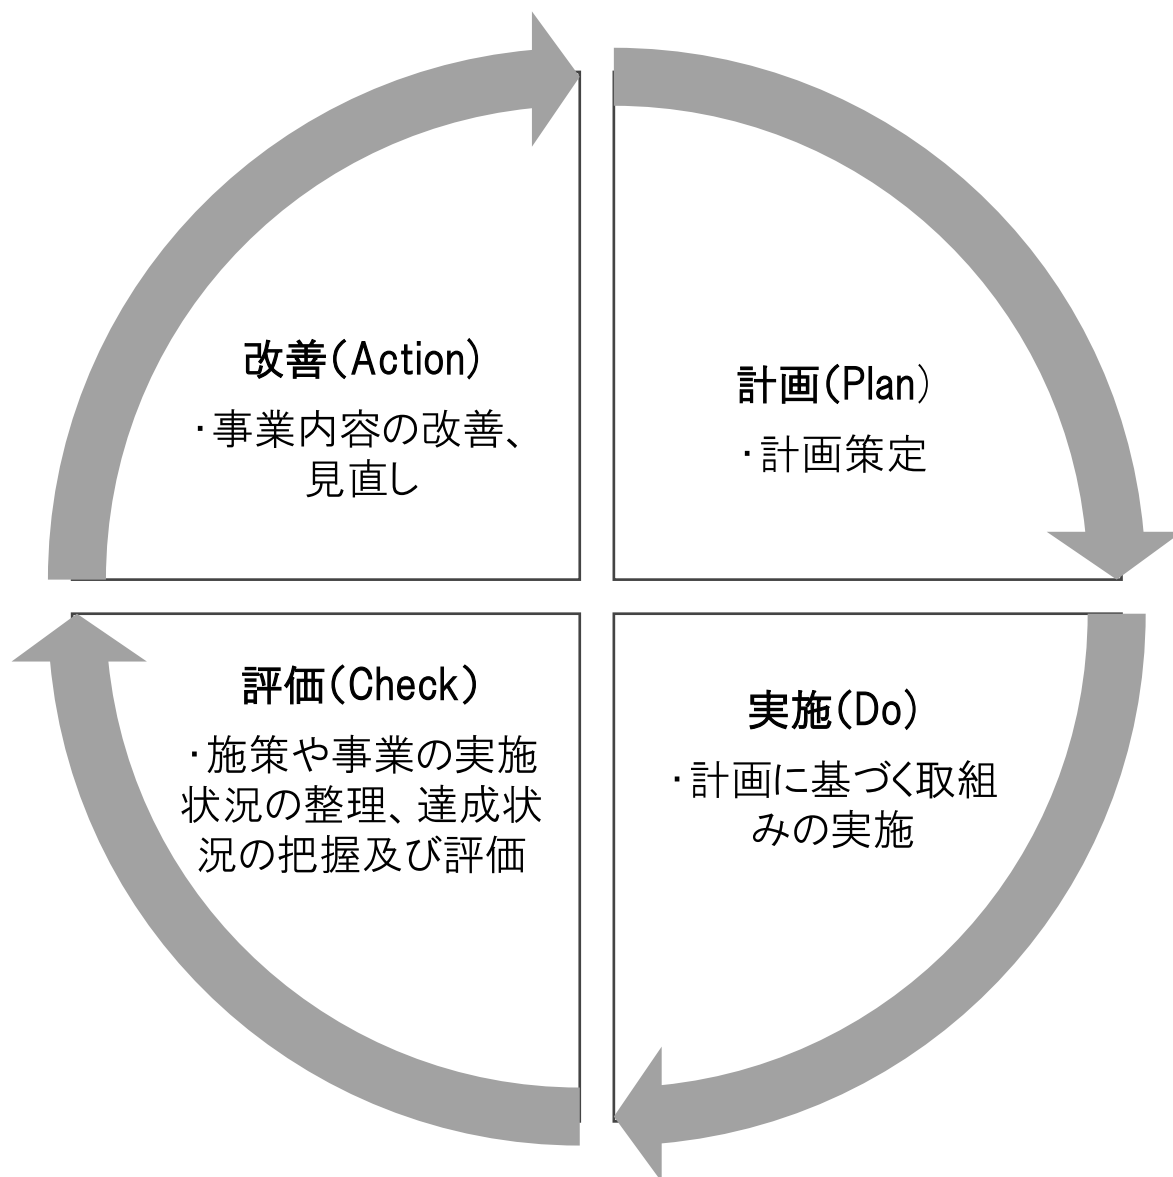 改善（Action）
・事業内容の改善、
見直し
計画（Plan）
・計画策定
評価（Check）
・施策や事業の実施
状況の整理、達成状
況の把握及び評価
実施（Do）
・計画に基づく取組
みの実施